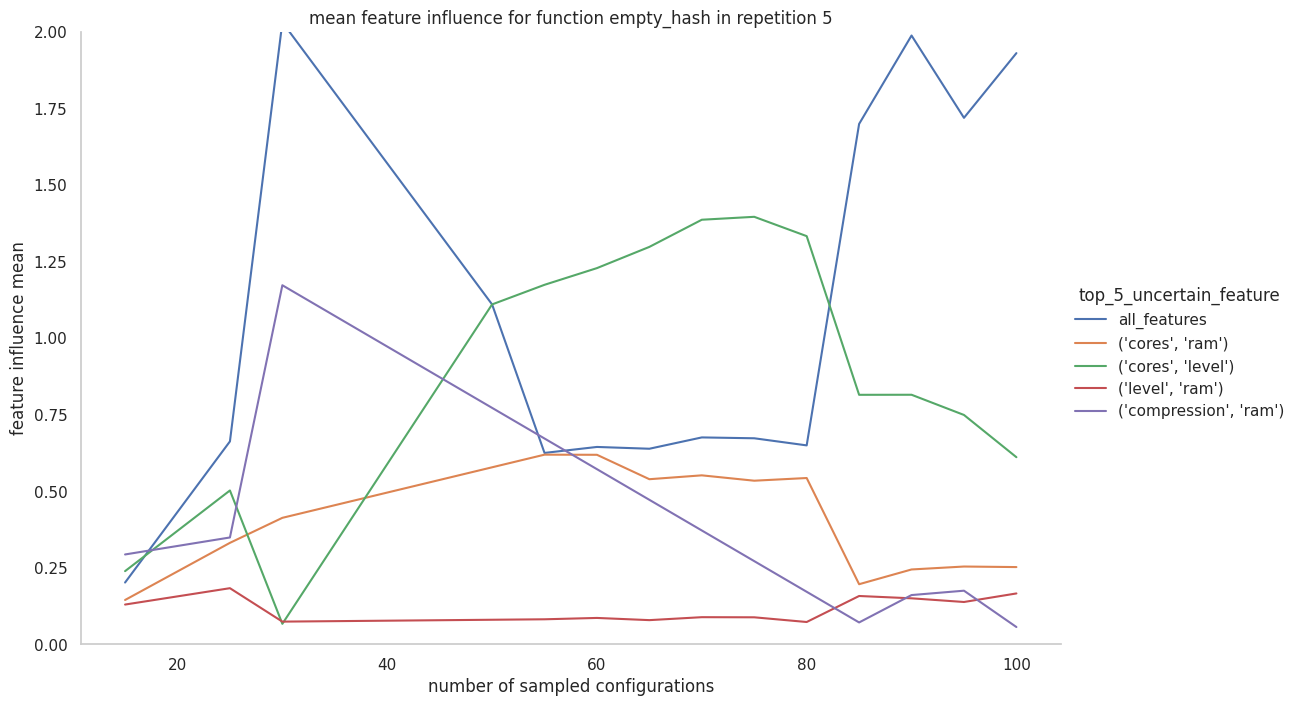 mean feature influence for function empty_hash in repetition 5
2.00
1.75
1.50
1.25
1.00
0.75
0.50
0.25
0.00
feature influence mean
20 40 60 80 100
number of sampled configurations
top_5_uncertain_feature
all_features
('cores', 'ram')
('cores', 'level')
('level', 'ram')
('compression', 'ram')